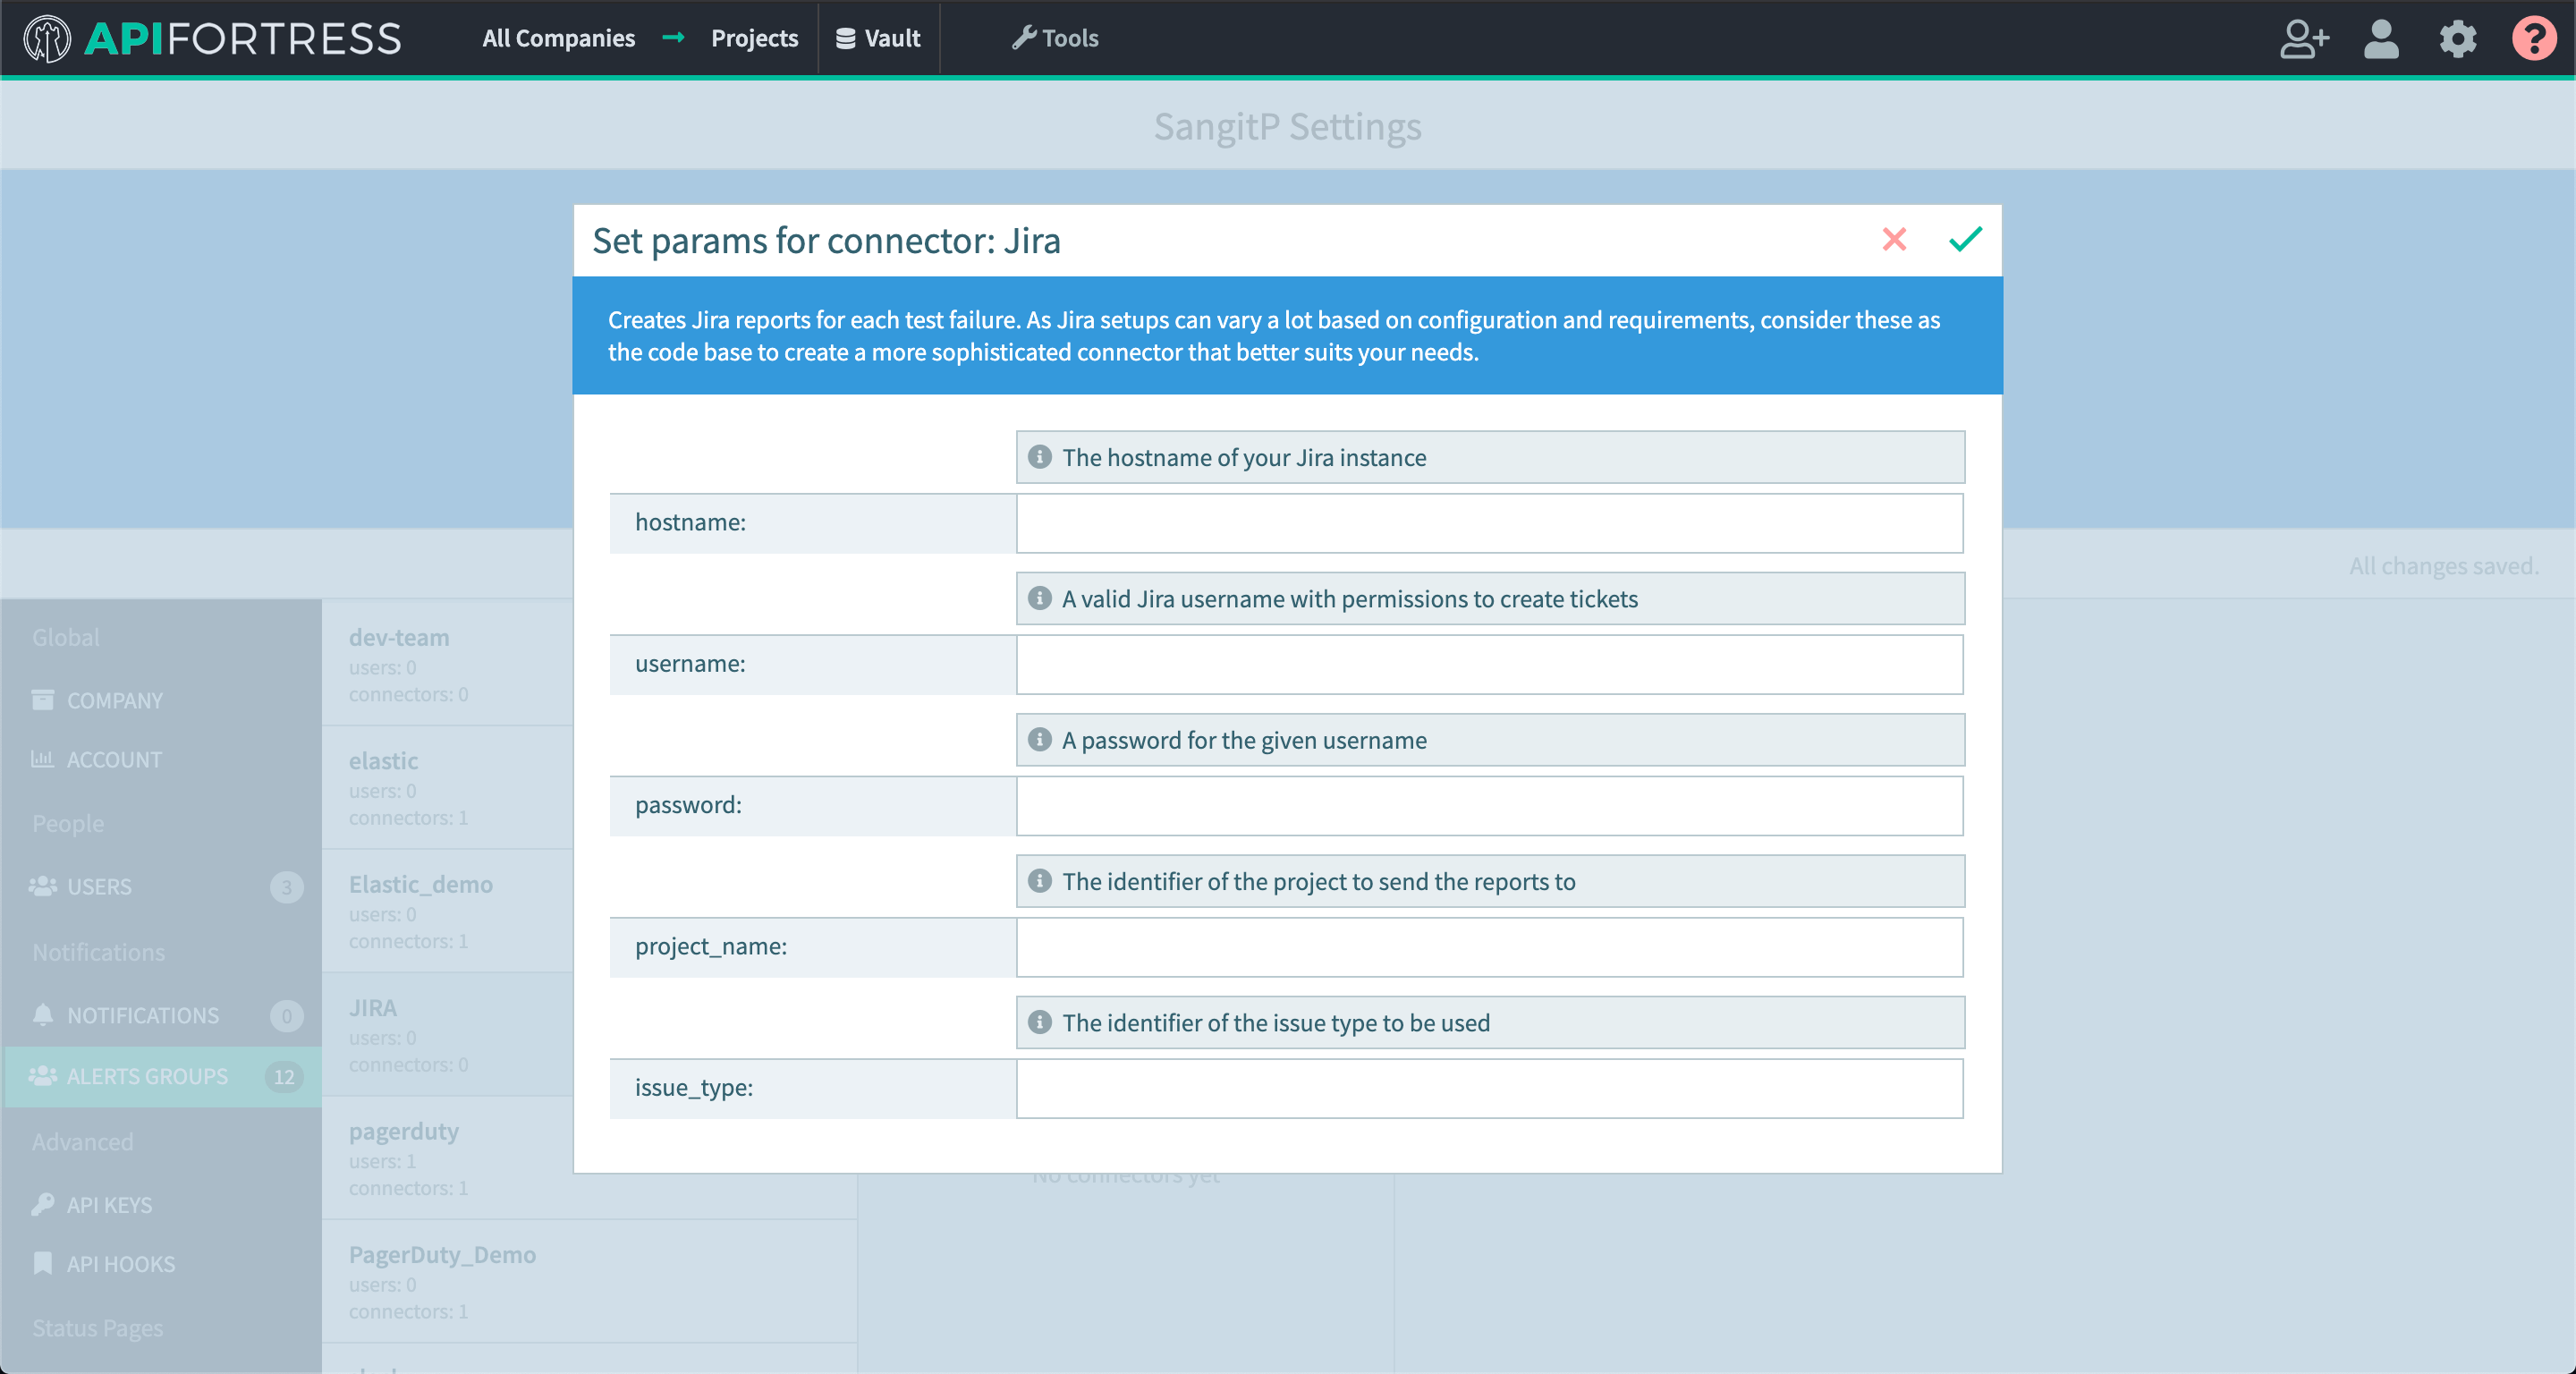 APIFORTRESS
All Companies → Projects
Vault
Tools
?
SangitP Settings
Set params for connector: Jira
Creates Jira reports for each test failure. As Jira setups can vary a lot based on configuration and requirements, consider these as
the code base to create a more sophisticated connector that better suits your needs.
The hostname of your Jira instance
hostname:
A valid Jira username with permissions to create tickets
username:
A password for the given username
password:
The identifier of the project to send the reports to
project_name:
The identifier of the issue type to be used
issue_type:
All changes saved.
Global
COMPANY
ACCOUNT
People
USERS 3
Notifications
NOTIFICATIONS 0
ALERTS GROUPS 12
Advanced
API KEYS
API HOOKS
Status Pages
dev-team
users: 0
connectors: 0
elastic
users: 0
connectors: 1
Elastic_demo
users: 0
connectors: 1
JIRA
users: 0
connectors: 0
pagerduty
users: 1
connectors: 1
PagerDuty_Demo
users: 0
connectors: 1
No connectors yet